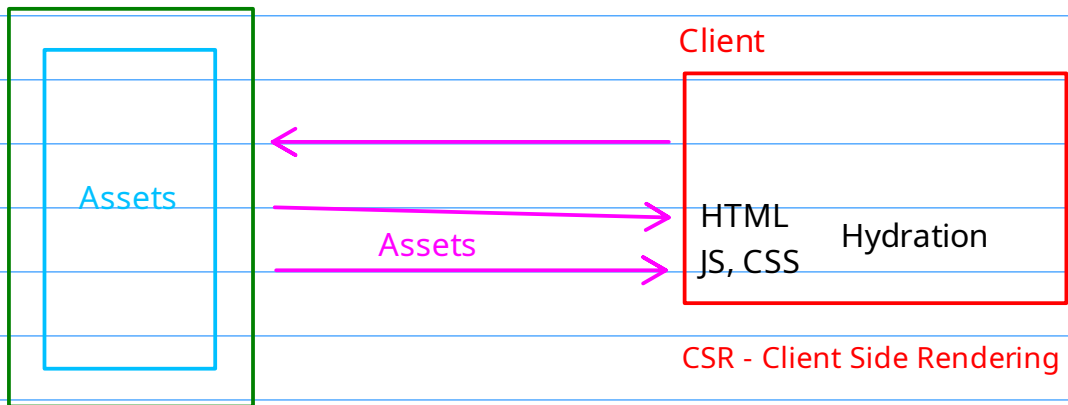 Client
Assets
HTML
JS, CSS
Hydration
Assets
CSR - Client Side Rendering